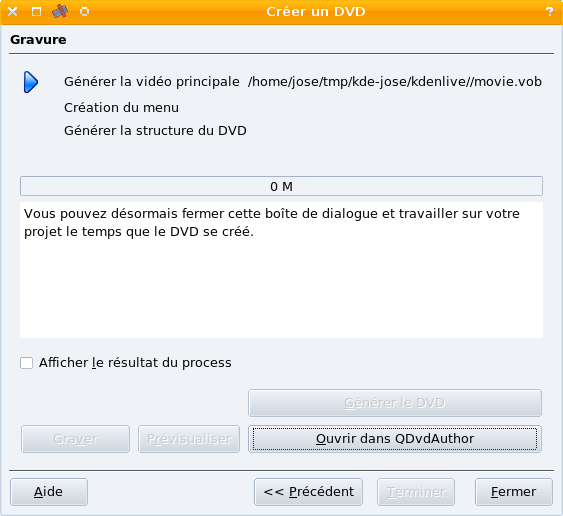 Créer un DVD
?
Gravure
Générer la vidéo principale /home/jose/tmp/kde-jose/kdenlive//movie.vob
Création du menu
Générer la structure du DVD
0 M
Vous pouvez désormais fermer cette boîte de dialogue et travailler sur votre
projet le temps que le DVD se créé.
Afficher le résultat du process
Générer le DVD
Graver Prévisualiser Ouvrir dans QDvdAuthor
Aide << Précédent Terminer Fermer